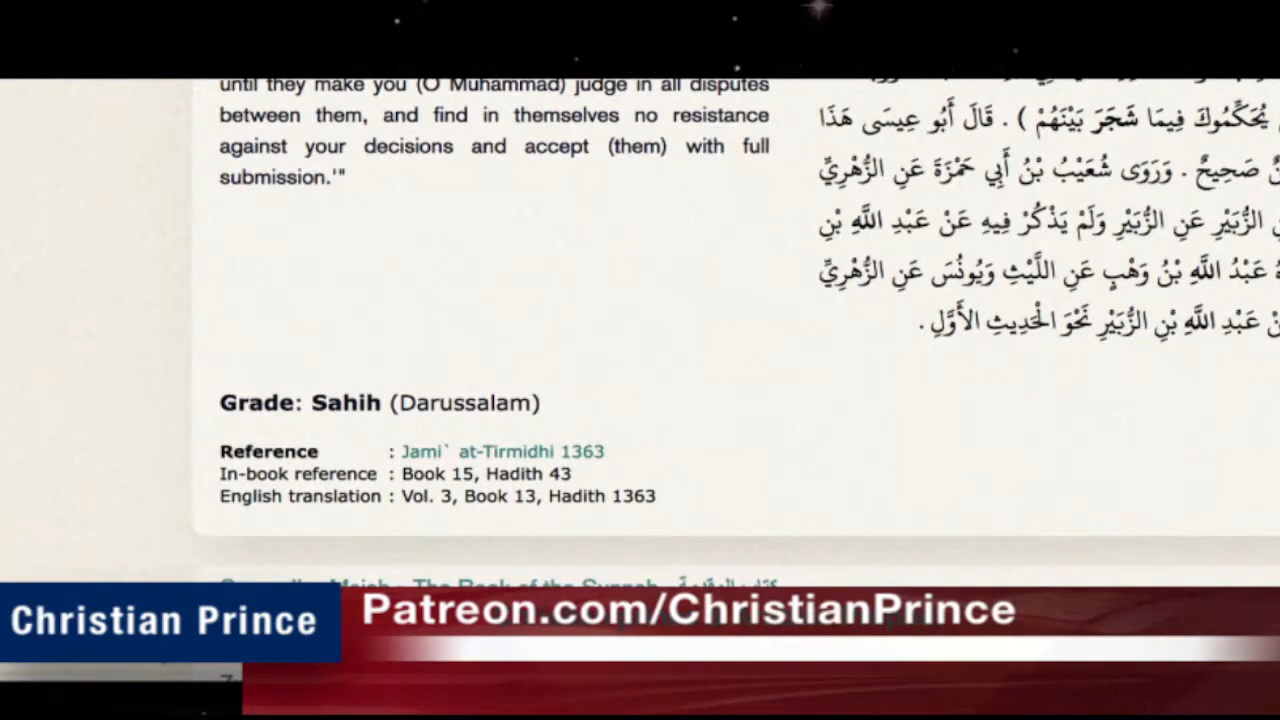 until they make you (O Muhammad) judge in all disputes
between them, and find in themselves no resistance
against your decisions and accept (them) with full
submission.'"
يُحَكِّمُوكَ فِيمَا شَجَرَ بَيْنَهُمْ ) . قَالَ أَبُو عِيسَى هَذَا
صَحِيحٌ . وَرَوَى شُعَيْبُ بْنُ أَبِي حَمْزَةَ عَنِ الزُّهْرِيِّ
الزُّبَيْرِ عَنِ الزُّبَيْرِ وَلَمْ يَذْكُرْ فِيهِ عَنْ عَبْدِ اللَّهِ بْنِ
عَبْدُ اللَّهِ بْنُ وَهْبٍ عَنِ اللَّيْثِ وَيُونُسَ عَنِ الزُّهْرِيِّ
عَبْدِ اللَّهِ بْنِ الزُّبَيْرِ نَحْوَ الْحَدِيثِ الأَوَّلِ .
Grade: Sahih (Darussalam)
Reference : Jami` at-Tirmidhi 1363
In-book reference : Book 15, Hadith 43
English translation : Vol. 3, Book 13, Hadith 1363
Christian Prince
Patreon.com/ChristianPrince